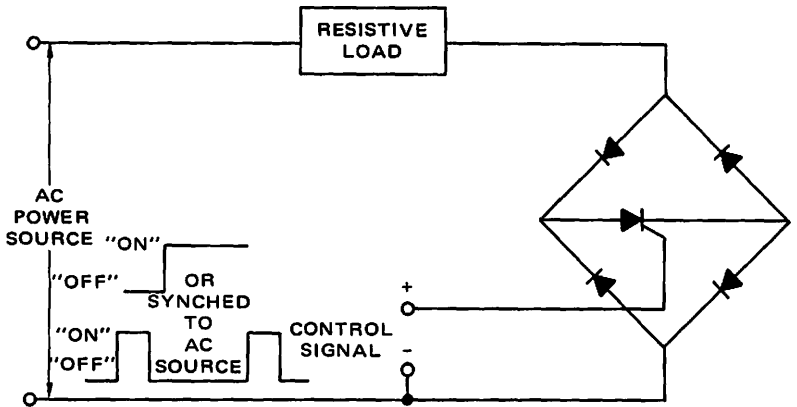 RESISTIVE
LOAD
AC
POWER
SOURCE
"ON"
"OFF"
OR
SYNCHED
TO
AC
SOURCE
"ON"
"OFF"
CONTROL
SIGNAL
+
-